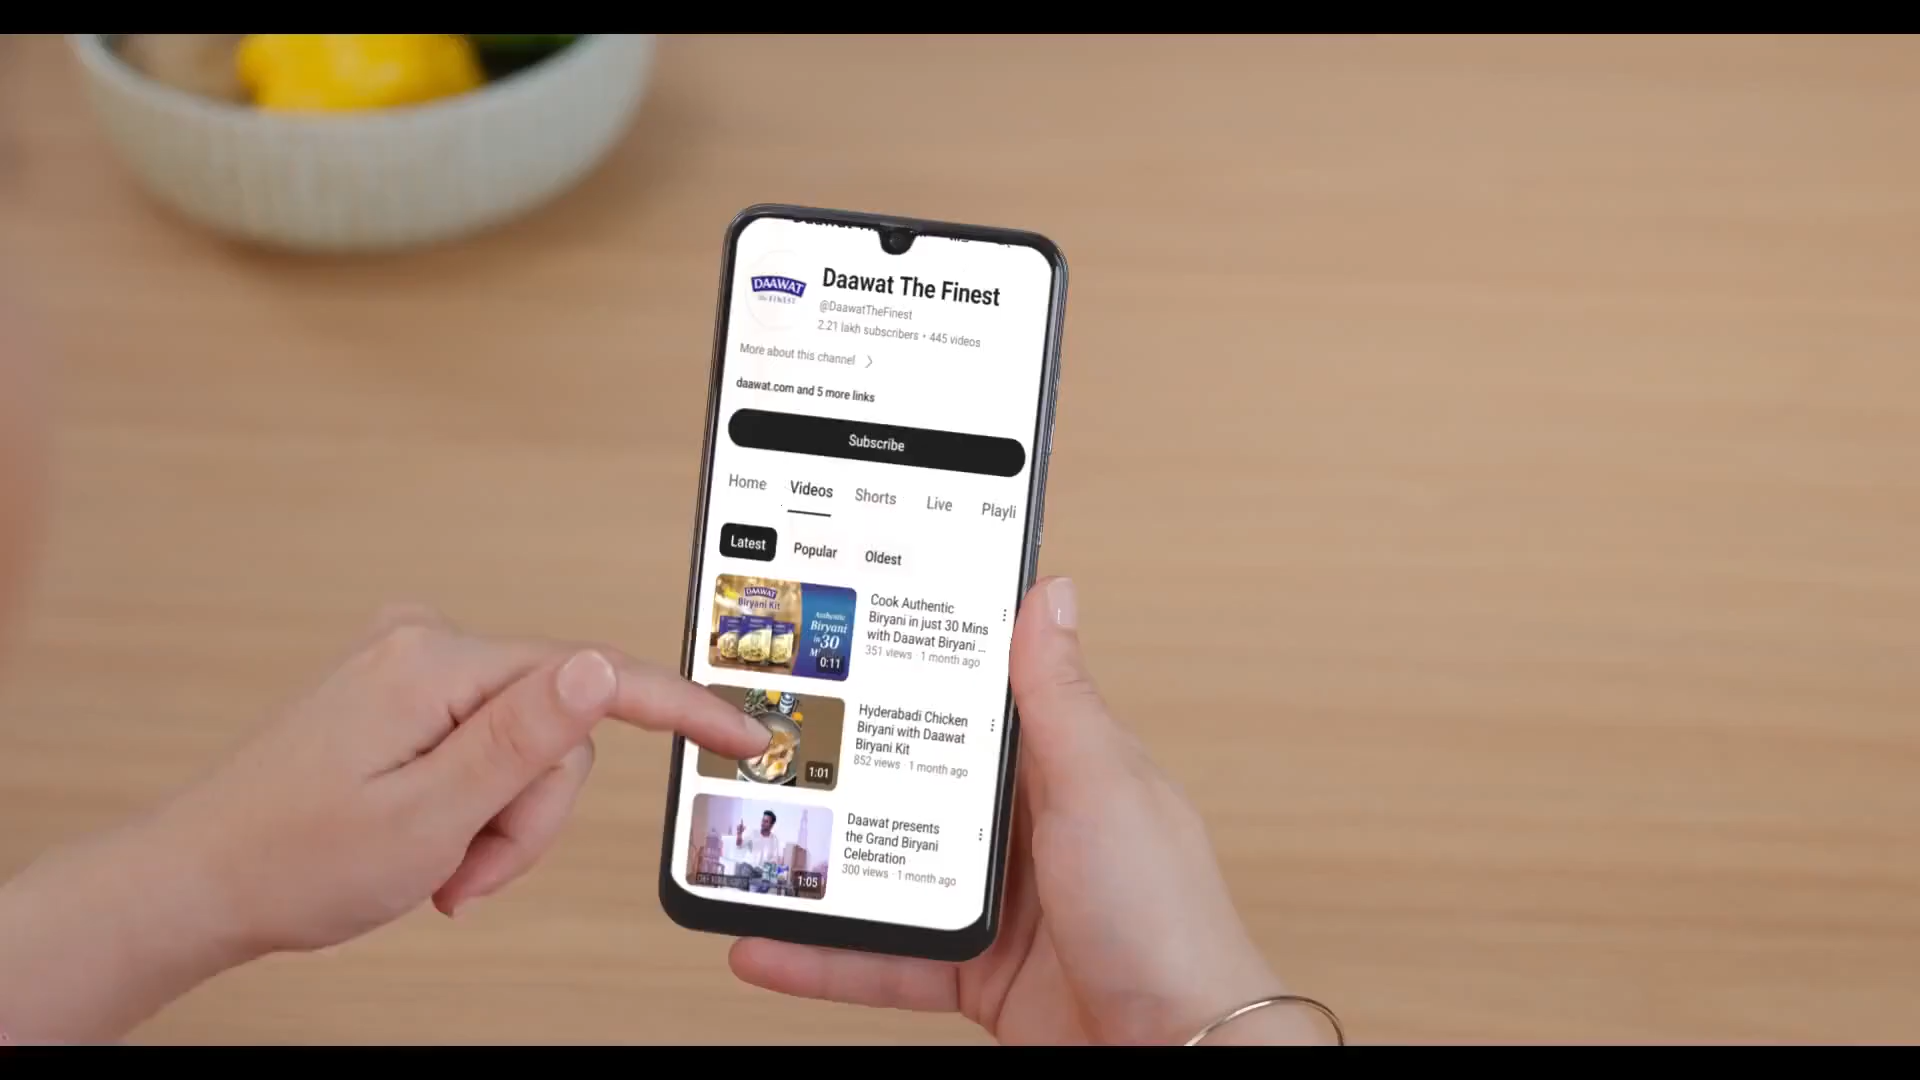 DAAWAT
THE FINEST
Daawat The Finest
@DaawatTheFinest
2.21 lakh subscribers • 445 videos
More about this channel
daawat.com and 5 more links
Subscribe
Home Videos Shorts Live Playli
Latest Popular Oldest
DAAWAT
Biryani Kit
Authentic
Biryani
in 30
0:11
Cook Authentic
Biryani in just 30 Mins
with Daawat Biryani ...
351 views · 1 month ago
1:01
Hyderabadi Chicken
Biryani with Daawat
Biryani Kit
852 views · 1 month ago
1:05
Daawat presents
the Grand Biryani
Celebration
300 views · 1 month ago